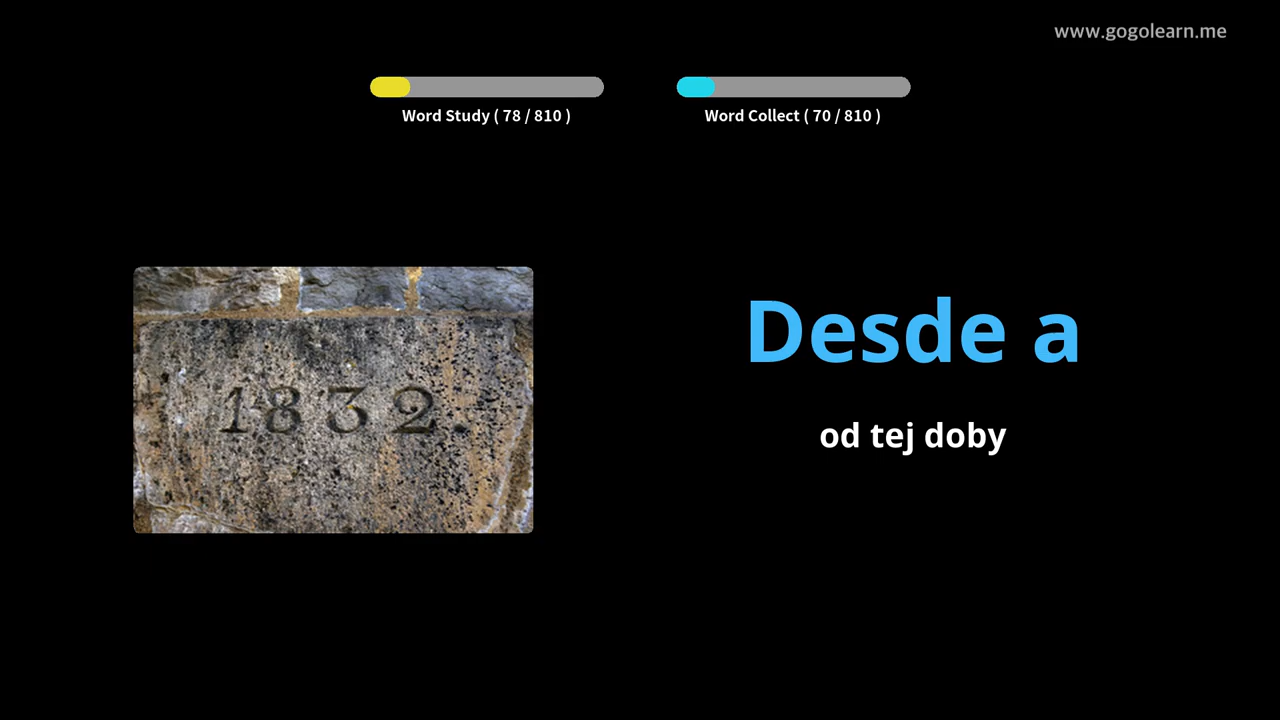 www.gogolearn.me
Word Study ( 78 / 810 )
Word Collect ( 70 / 810 )
1832.
Desde a
od tej doby